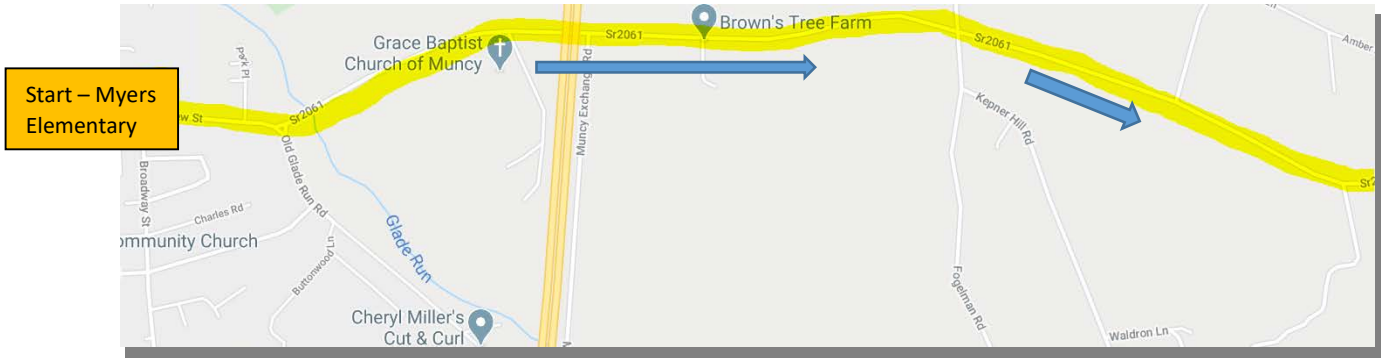 Start – Myers
Elementary
Grace Baptist
Church of Muncy
Brown's Tree Farm
Sr2061
Sr2061
Sr2061
Park Pl
Amber
Muncy Exchange Rd
Kepner Hill Rd
Old Glade Run Rd
Broadway St
Charles Rd
ommunity Church
Buttonwood Ln
Glade Run
Fogelman Rd
Cheryl Miller's
Cut & Curl
Waldron Ln